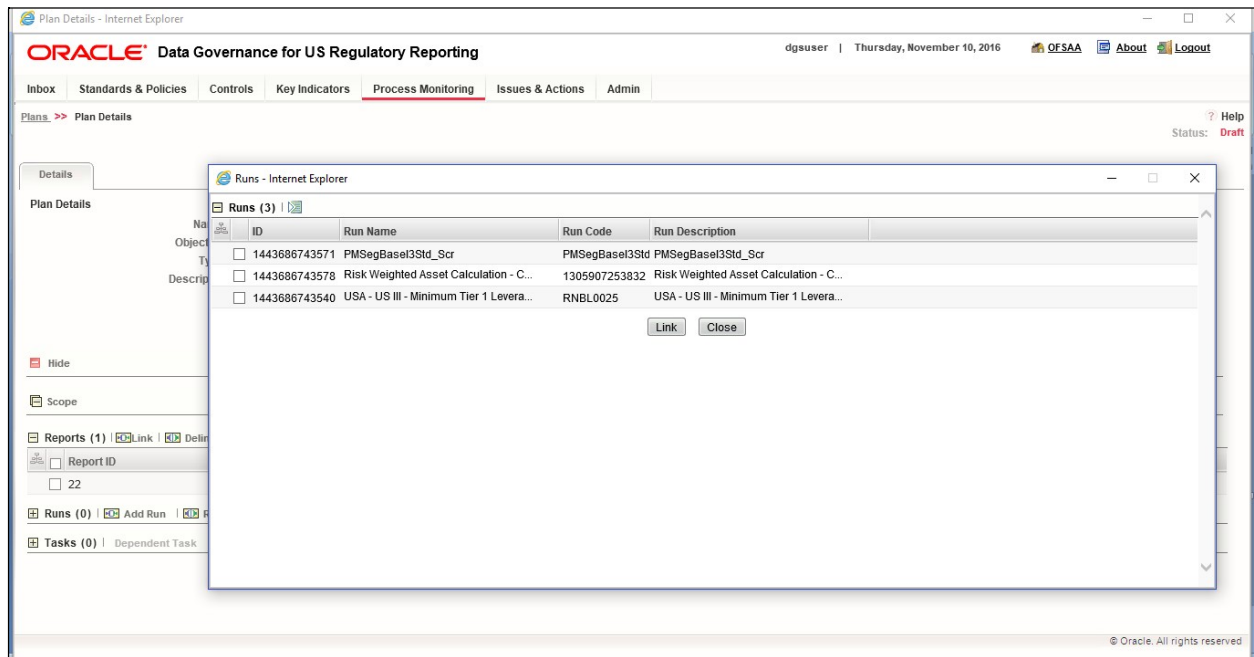 Plan Details - Internet Explorer
ORACLE® Data Governance for US Regulatory Reporting dgsuser | Thursday, November 10, 2016 OFSAA About Logout
Inbox Standards & Policies Controls Key Indicators Process Monitoring Issues & Actions Admin
Plans >> Plan Details ? Help
Status: Draft
Details
Plan Details
Na
Object
Ty
Descrip
Hide
Scope
Reports (1) | Link | Delin
Report ID
22
Runs (0) | Add Run | R
Tasks (0) | Dependent Task
Runs - Internet Explorer
Runs (3) |
ID Run Name Run Code Run Description
1443686743571 PMSegBasel3Std_Scr PMSegBasel3Std PMSegBasel3Std_Scr
1443686743578 Risk Weighted Asset Calculation - C... 1305907253832 Risk Weighted Asset Calculation - C...
1443686743540 USA - US III - Minimum Tier 1 Levera... RNBL0025 USA - US III - Minimum Tier 1 Levera...
Link Close
© Oracle. All rights reserved